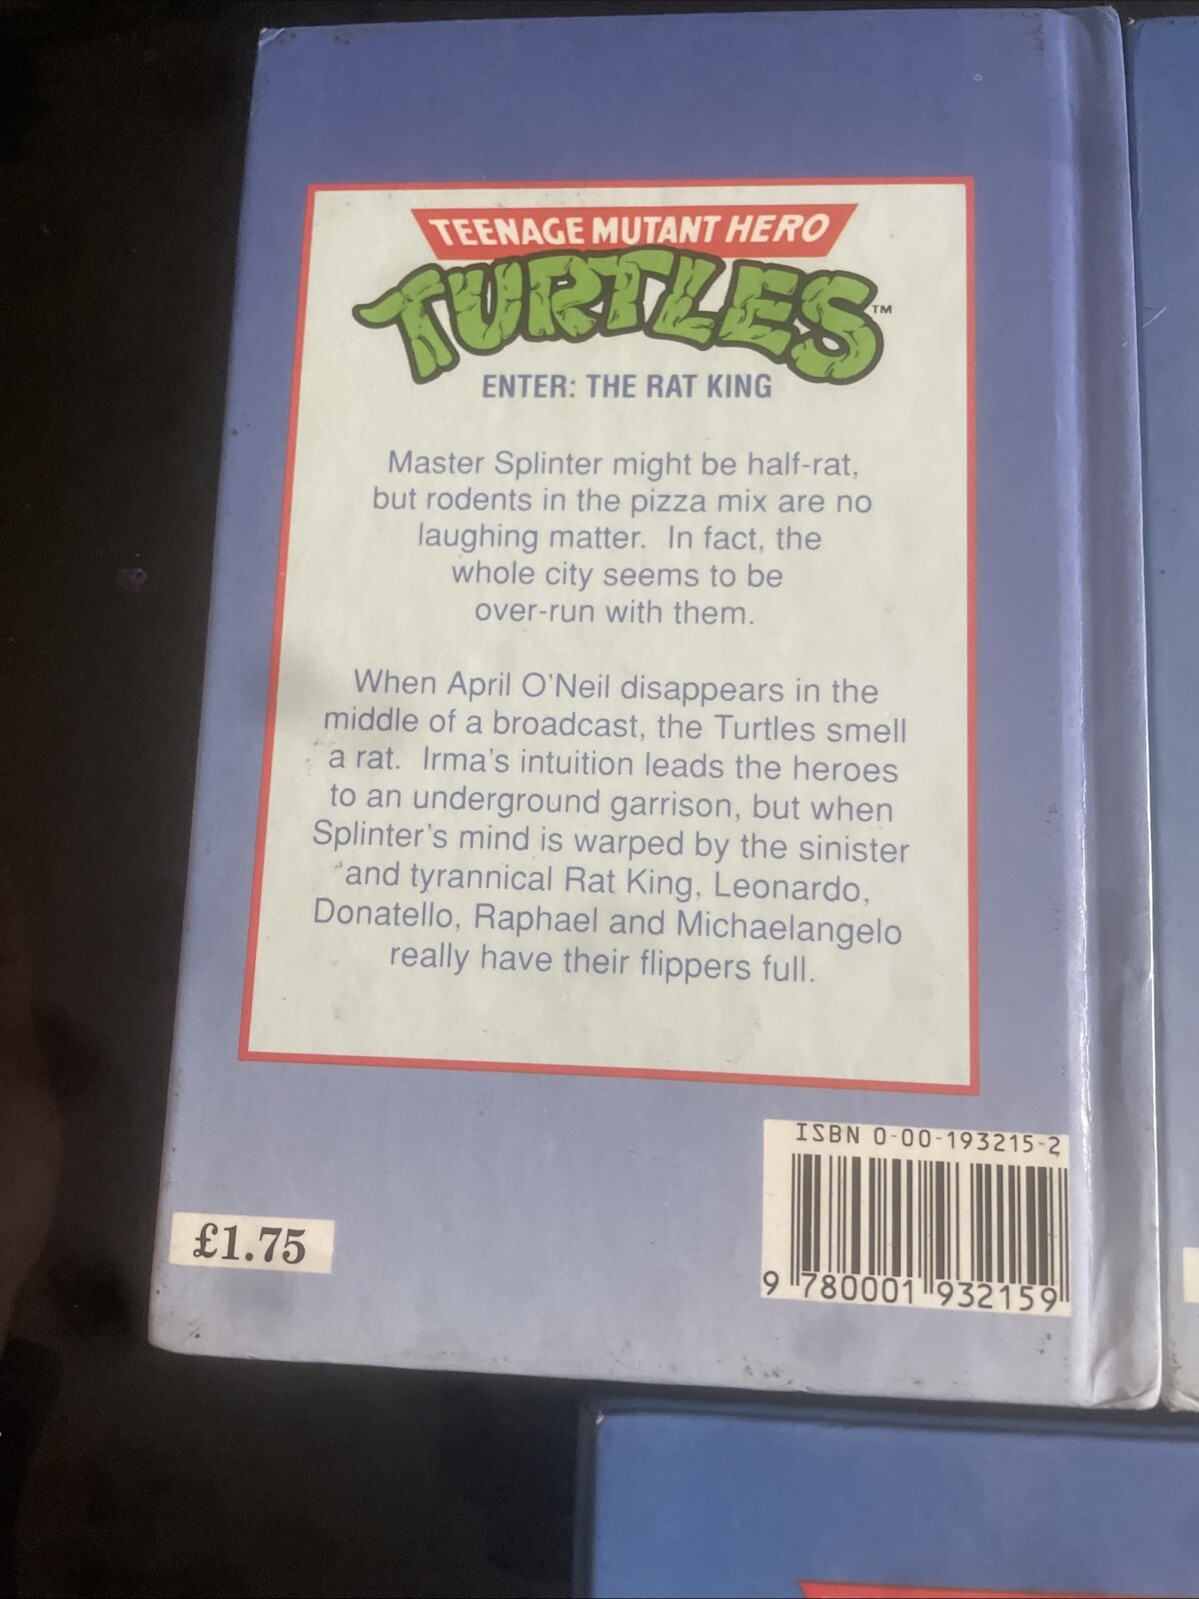 TEENAGE MUTANT HERO
TURTLES™
ENTER: THE RAT KING
Master Splinter might be half-rat,
but rodents in the pizza mix are no
laughing matter. In fact, the
whole city seems to be
over-run with them.
When April O'Neil disappears in the
middle of a broadcast, the Turtles smell
a rat. Irma's intuition leads the heroes
to an underground garrison, but when
Splinter's mind is warped by the sinister
and tyrannical Rat King, Leonardo,
Donatello, Raphael and Michaelangelo
really have their flippers full.
ISBN 0-00-193215-2
9 780001 932159
£1.75